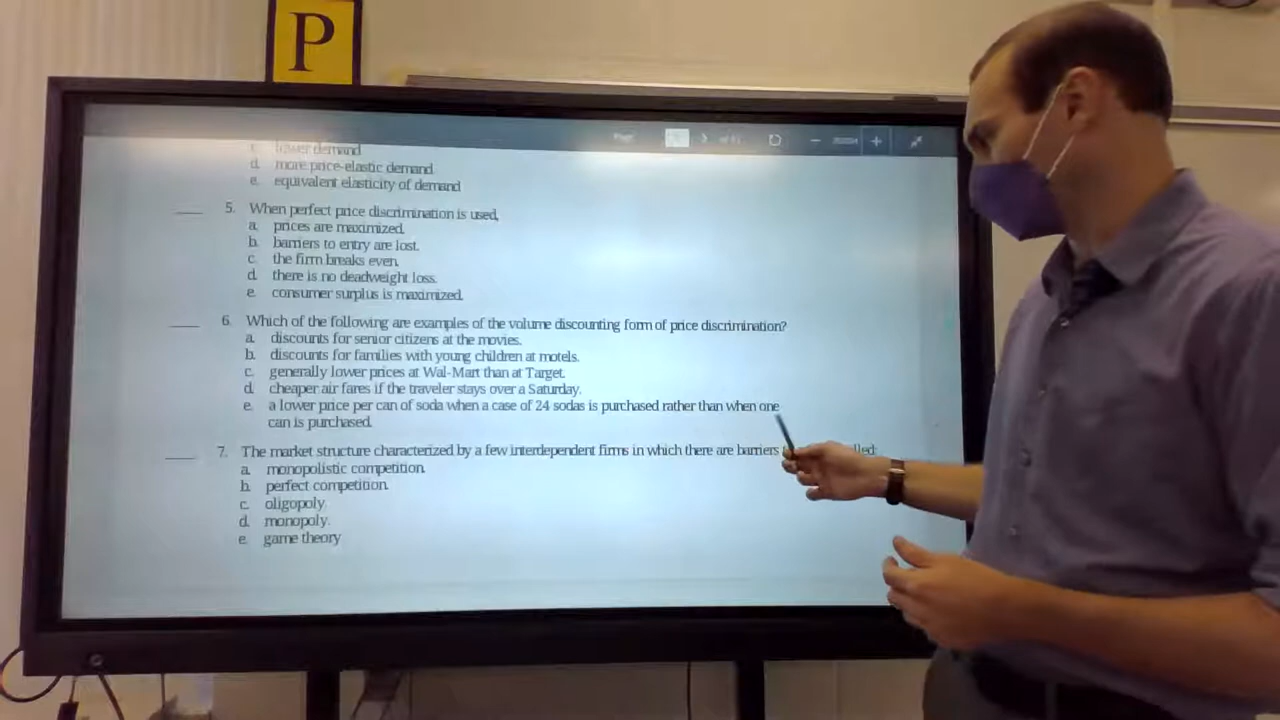 P
Page
lower demand
d. more price-elastic demand
e. equivalent elasticity of demand
5. When perfect price discrimination is used,
a. prices are maximized.
b. barriers to entry are lost.
c. the firm breaks even.
d. there is no deadweight loss.
e. consumer surplus is maximized.
6. Which of the following are examples of the volume discounting form of price discrimination?
a. discounts for senior citizens at the movies.
b. discounts for families with young children at motels.
c. generally lower prices at Wal-Mart than at Target.
d. cheaper air fares if the traveler stays over a Saturday.
e. a lower price per can of soda when a case of 24 sodas is purchased rather than when one
can is purchased.
7. The market structure characterized by a few interdependent firms in which there are barriers
a. monopolistic competition.
b. perfect competition.
c. oligopoly.
d. monopoly.
e. game theory